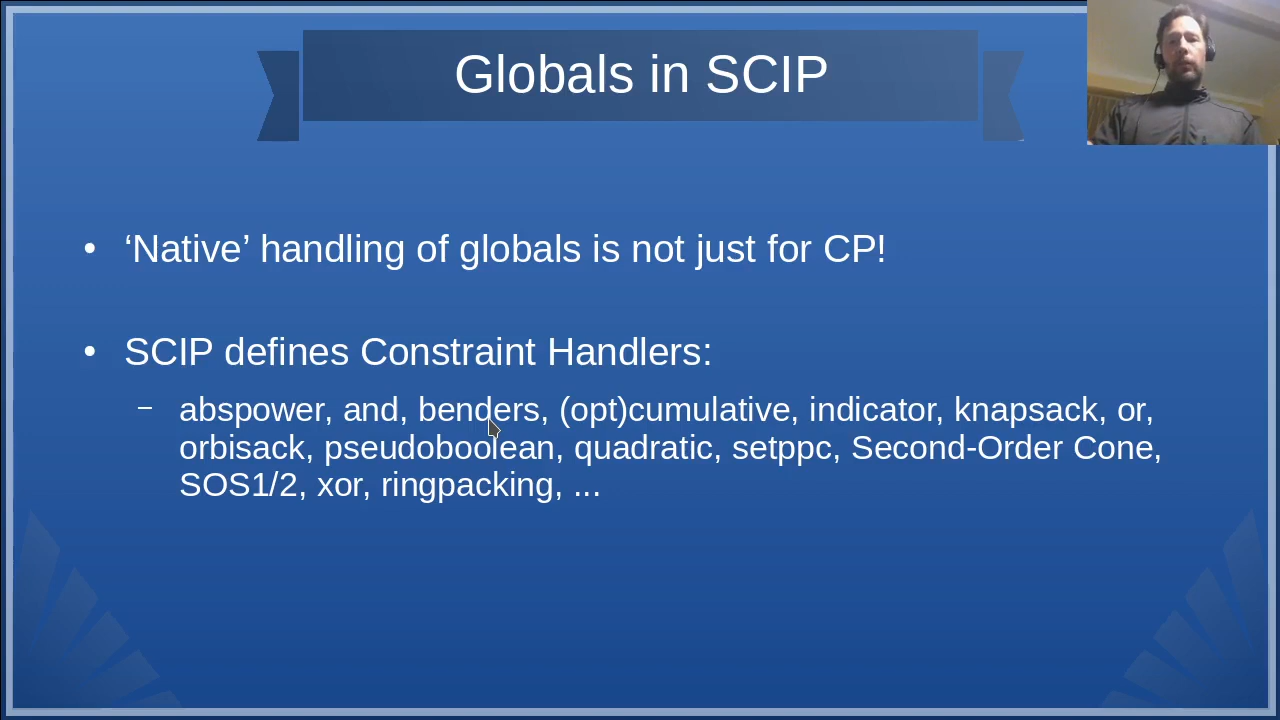 Globals in SCIP
• ‘Native’ handling of globals is not just for CP!
• SCIP defines Constraint Handlers:
– abspower, and, benders, (opt)cumulative, indicator, knapsack, or,
orbisack, pseudoboolean, quadratic, setppc, Second-Order Cone,
SOS1/2, xor, ringpacking, ...